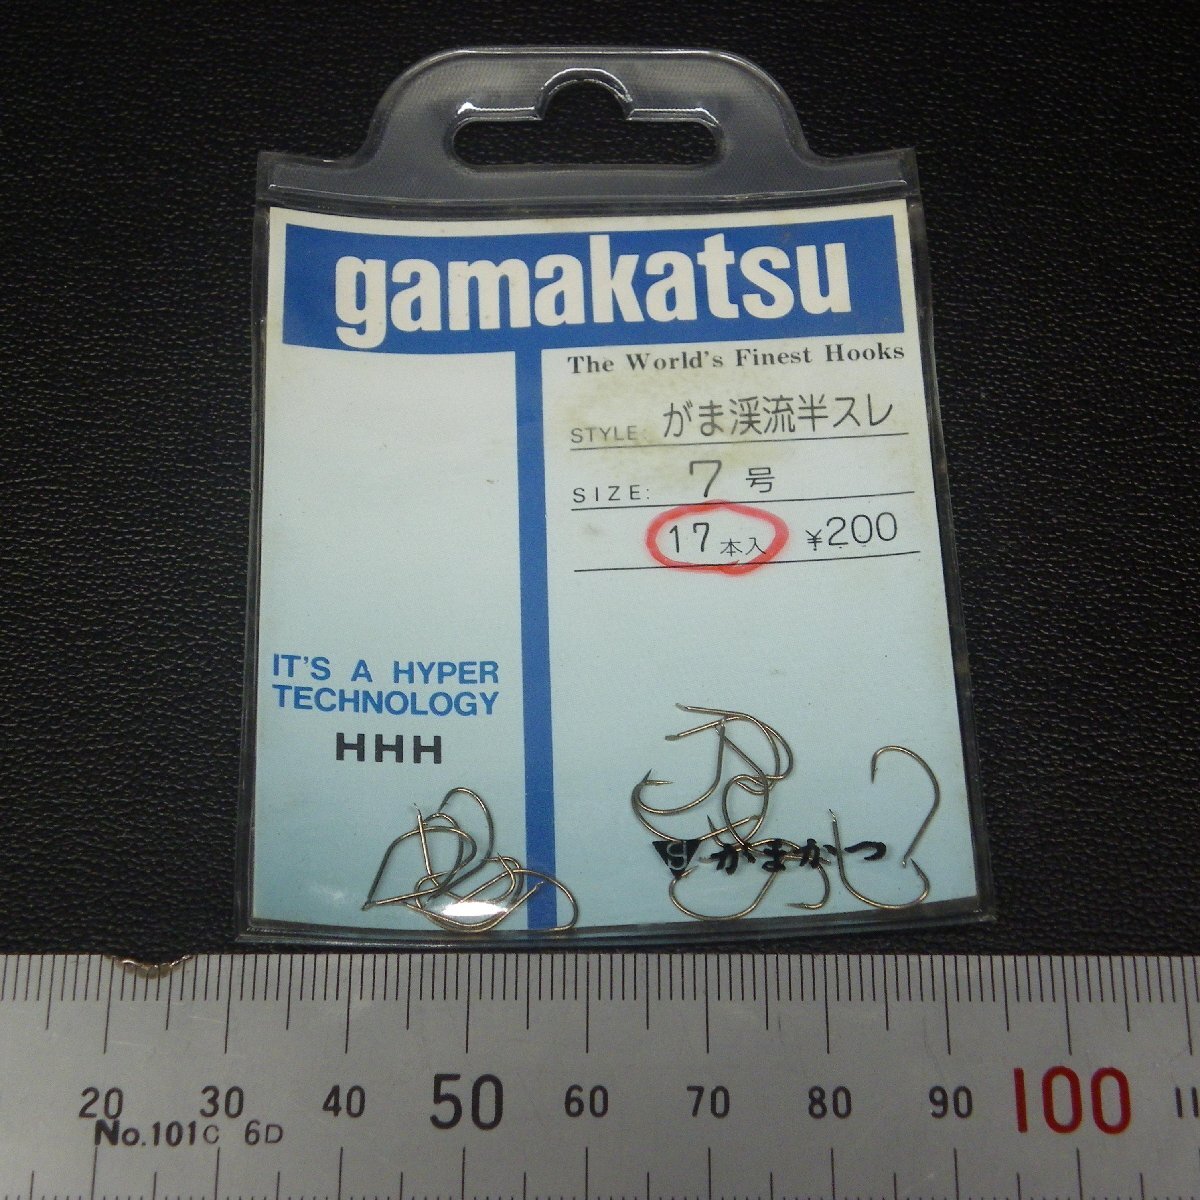 gamakatsu
The World's Finest Hooks
STYLE: がま渓流半スレ
SIZE: 7 号
17 本入 ¥200
IT'S A HYPER
TECHNOLOGY
HHH
がまかつ
20 30 40 50 60 70 80 90 100 11
No.101C 6D